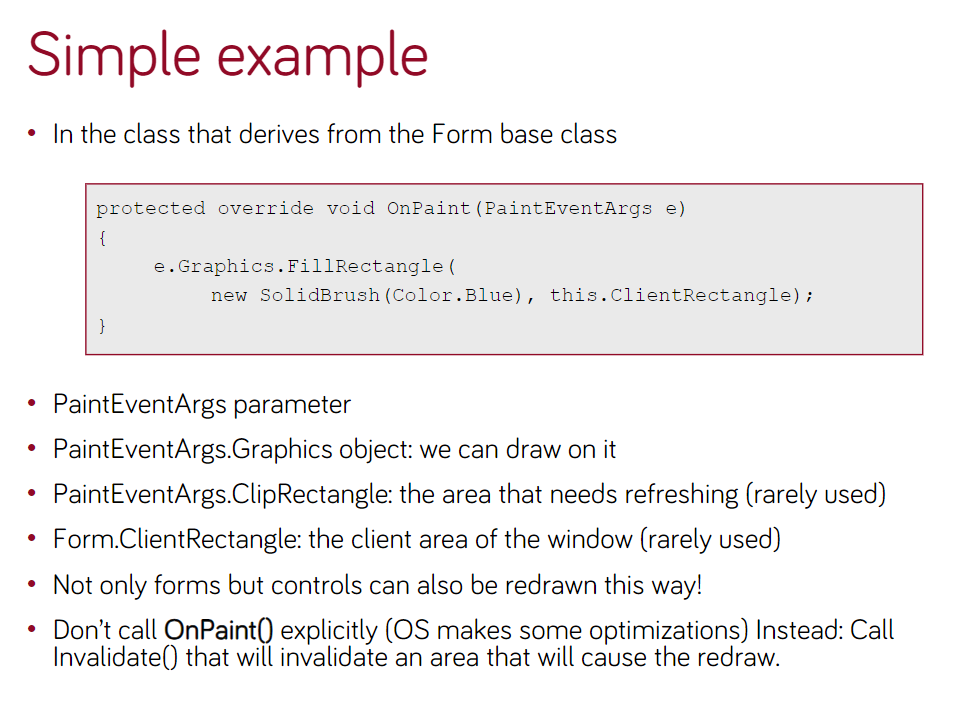 Simple example
• In the class that derives from the Form base class
protected override void OnPaint(PaintEventArgs e)
{
e.Graphics.FillRectangle(
new SolidBrush(Color.Blue), this.ClientRectangle);
}
• PaintEventArgs parameter
• PaintEventArgs.Graphics object: we can draw on it
• PaintEventArgs.ClipRectangle: the area that needs refreshing (rarely used)
• Form.ClientRectangle: the client area of the window (rarely used)
• Not only forms but controls can also be redrawn this way!
• Don’t call OnPaint() explicitly (OS makes some optimizations) Instead: Call
Invalidate() that will invalidate an area that will cause the redraw.